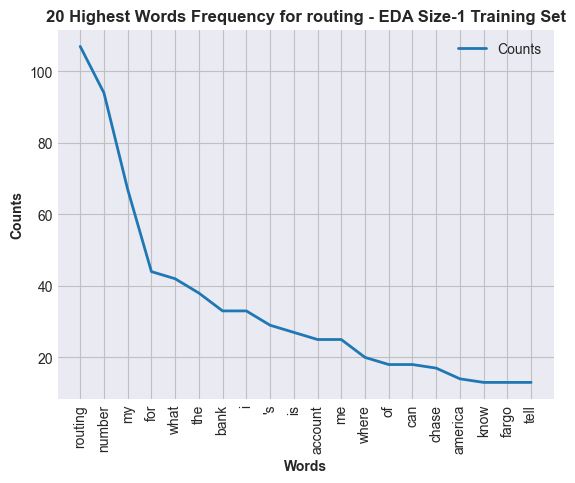 20 Highest Words Frequency for routing - EDA Size-1 Training Set
Counts
100
80
60
40
20
Counts
routing
number
my
for
what
the
bank
i
's
is
account
me
where
of
can
chase
america
know
fargo
tell
Words